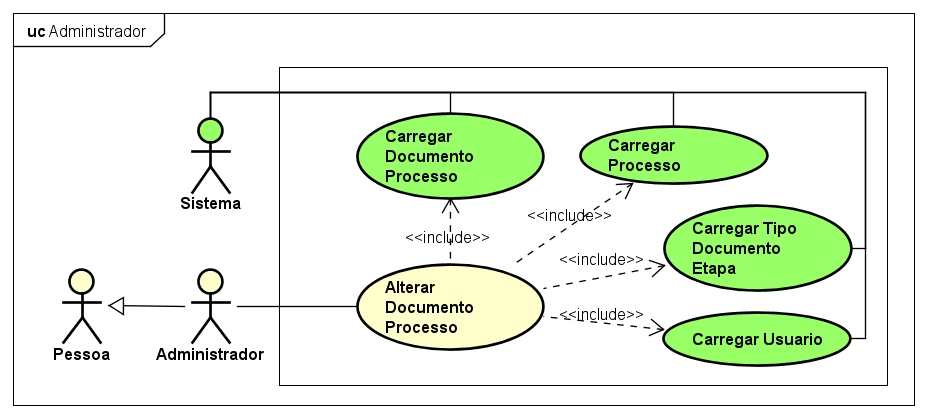 uc Administrador
Sistema
Carregar
Documento
Processo
Carregar
Processo
<<include>>
<<include>>
Carregar Tipo
Documento
Etapa
<<include>>
Pessoa
Administrador
Alterar
Documento
Processo
<<include>>
Carregar Usuario